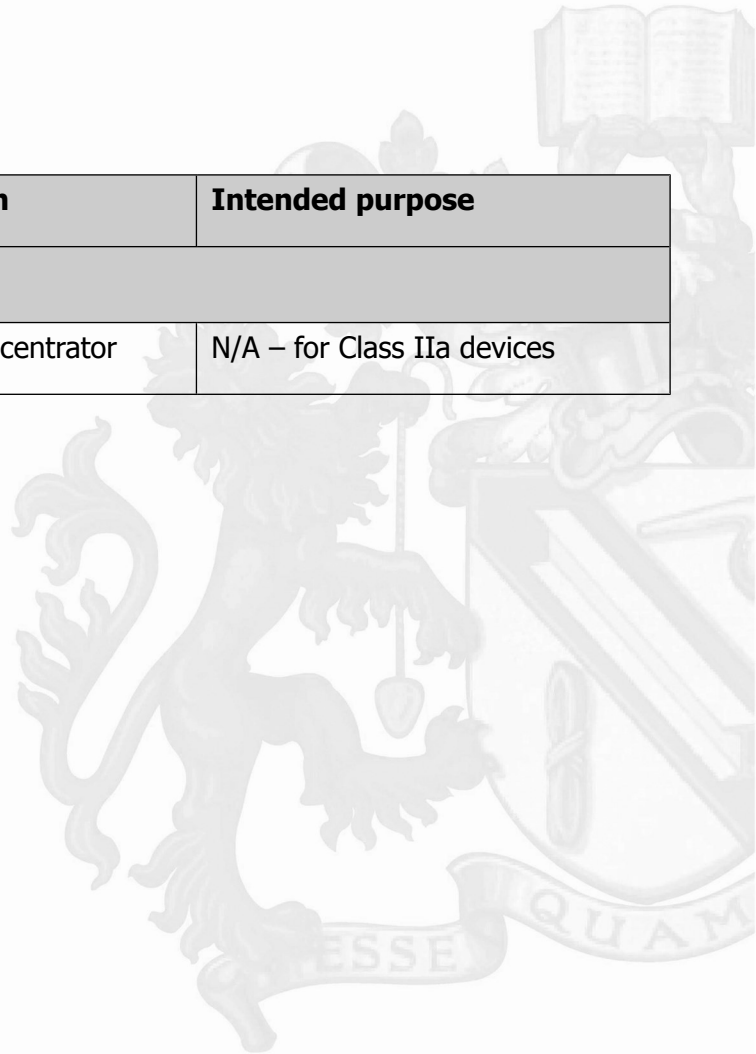 n Intended purpose
centrator N/A – for Class IIa devices
ESSE QUAM